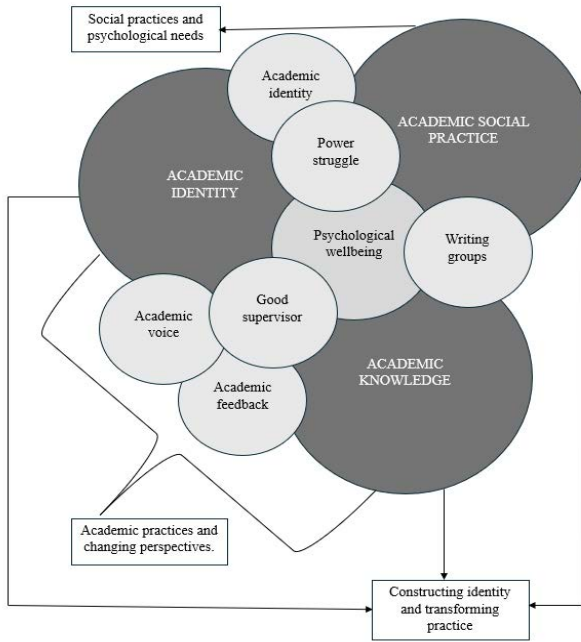 Social practices and
psychological needs
Academic
identity
ACADEMIC SOCIAL
PRACTICE
Power
struggle
ACADEMIC
IDENTITY
Psychological
wellbeing
Writing
groups
Good
supervisor
Academic
voice
ACADEMIC
KNOWLEDGE
Academic
feedback
Academic practices and
changing perspectives.
Constructing identity
and transforming
practice